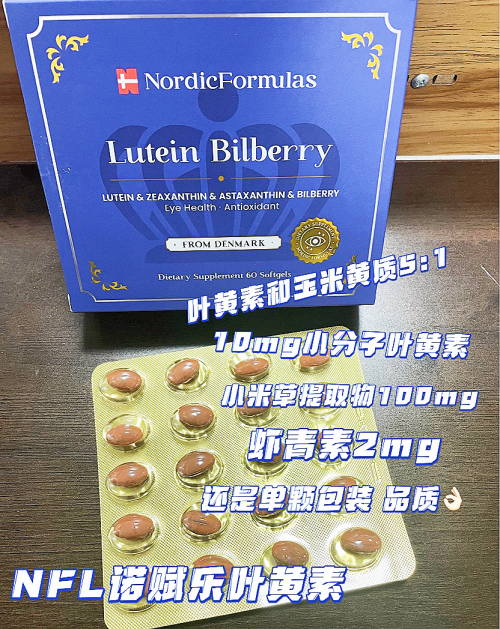 NordicFormulas
Lutein Bilberry
LUTEIN & ZEAXANTHIN & ASTAXANTHIN & BILBERRY
Eye Health · Antioxidant
FROM DENMARK
Dietary Supplement 60 Softgels
叶黄素和玉米黄质5:1
10mg小分子叶黄素
小米草提取物100mg
虾青素2mg
还是单颗包装 品质👌🏻
NFL诺赋乐叶黄素